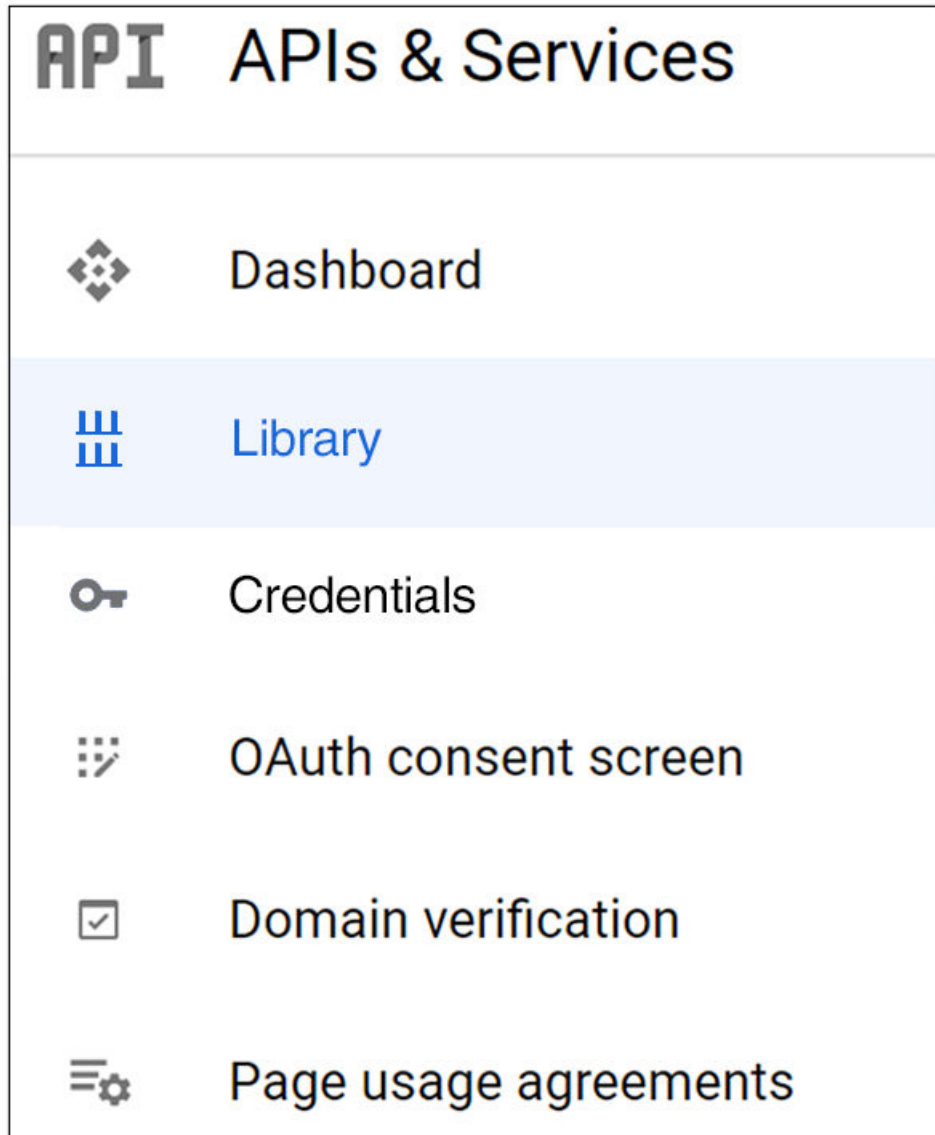 API APIs & Services
Dashboard
Library
Credentials
OAuth consent screen
Domain verification
Page usage agreements